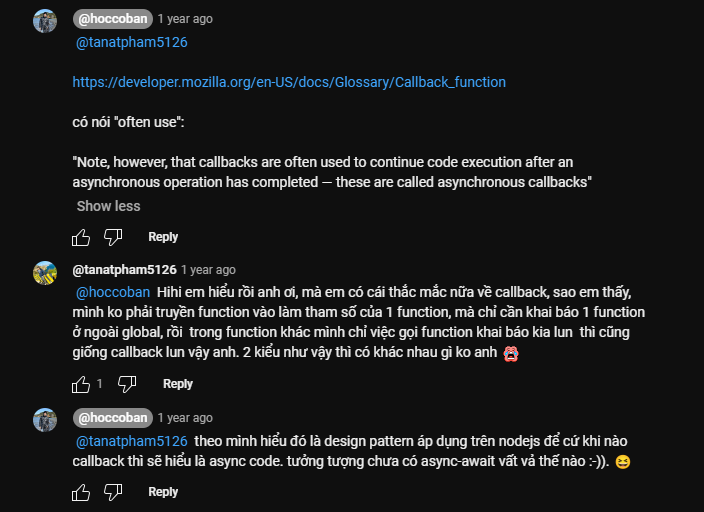 @hoccoban 1 year ago
@tanatpham5126
https://developer.mozilla.org/en-US/docs/Glossary/Callback_function
có nói "often use":
"Note, however, that callbacks are often used to continue code execution after an
asynchronous operation has completed — these are called asynchronous callbacks"
Show less
Reply
@tanatpham5126 1 year ago
@hoccoban Hihi em hiểu rồi anh ơi, mà em có cái thắc mắc nữa về callback, sao em thấy,
mình ko phải truyền function vào làm tham số của 1 function, mà chỉ cần khai báo 1 function
ở ngoài global, rồi trong function khác mình chỉ việc gọi function khai báo kia lun thì cũng
giống callback lun vậy anh. 2 kiểu như vậy thì có khác nhau gì ko anh 😭
1 Reply
@hoccoban 1 year ago
@tanatpham5126 theo mình hiểu đó là design pattern áp dụng trên nodejs để cứ khi nào
callback thì sẽ hiểu là async code. tưởng tượng chưa có async-await vất vả thế nào :-)). 😆
Reply